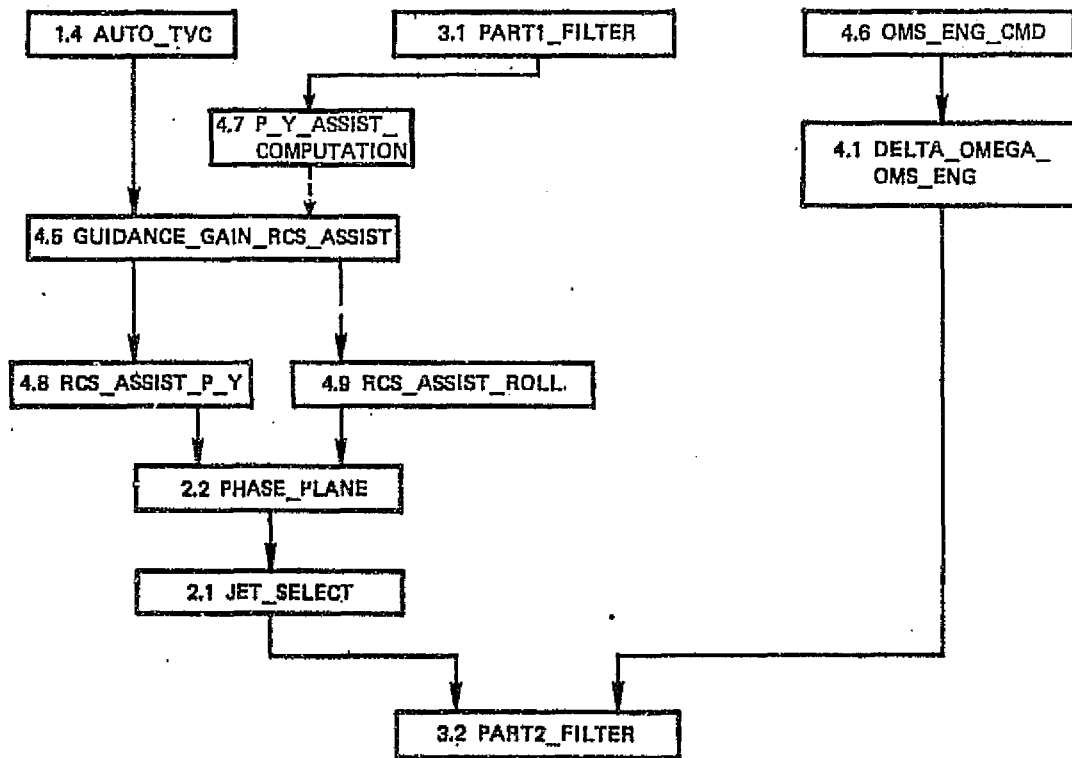 1.4 AUTO_TVC
3.1 PART1_FILTER
4.6 OMS_ENG_CMD
4.7 P_Y_ASSIST_
COMPUTATION
4.1 DELTA_OMEGA_
OMS_ENG
4.5 GUIDANCE_GAIN_RCS_ASSIST
4.8 RCS_ASSIST_P_Y
4.9 RCS_ASSIST_ROLL
2.2 PHASE_PLANE
2.1 JET_SELECT
3.2 PART2_FILTER